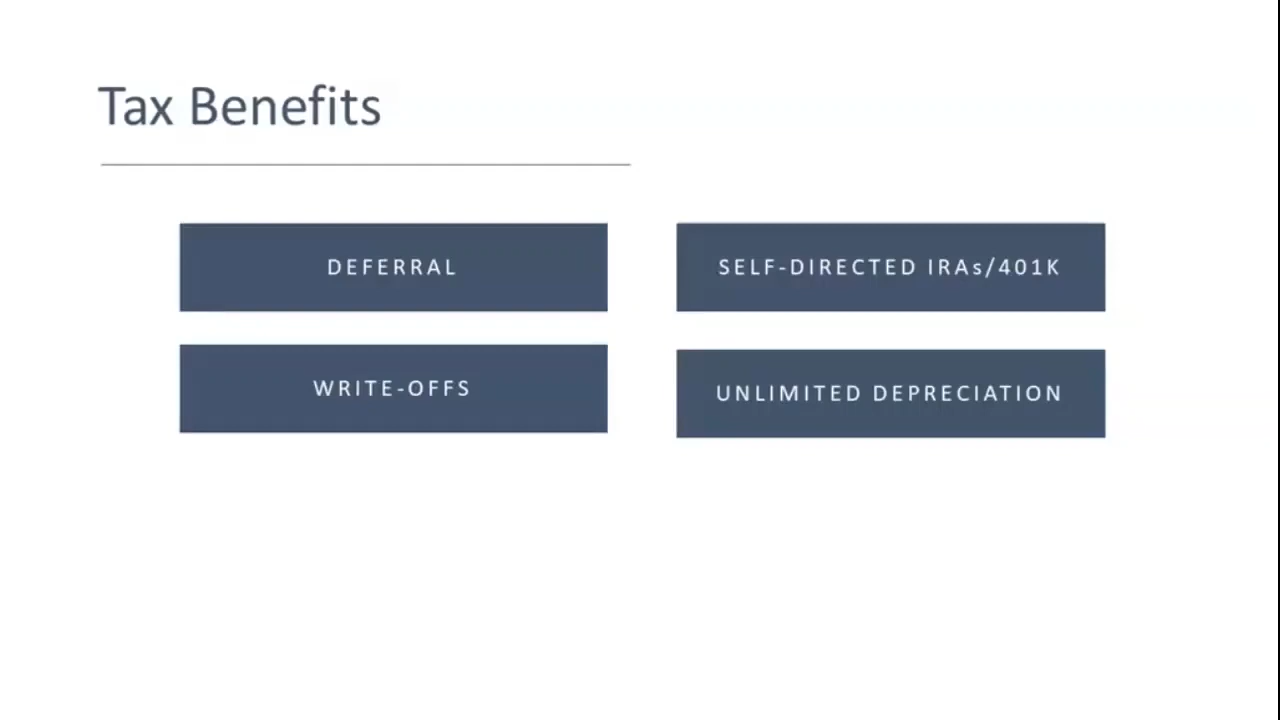 Tax Benefits
DEFERRAL
SELF-DIRECTED IRAs/401K
WRITE-OFFS
UNLIMITED DEPRECIATION